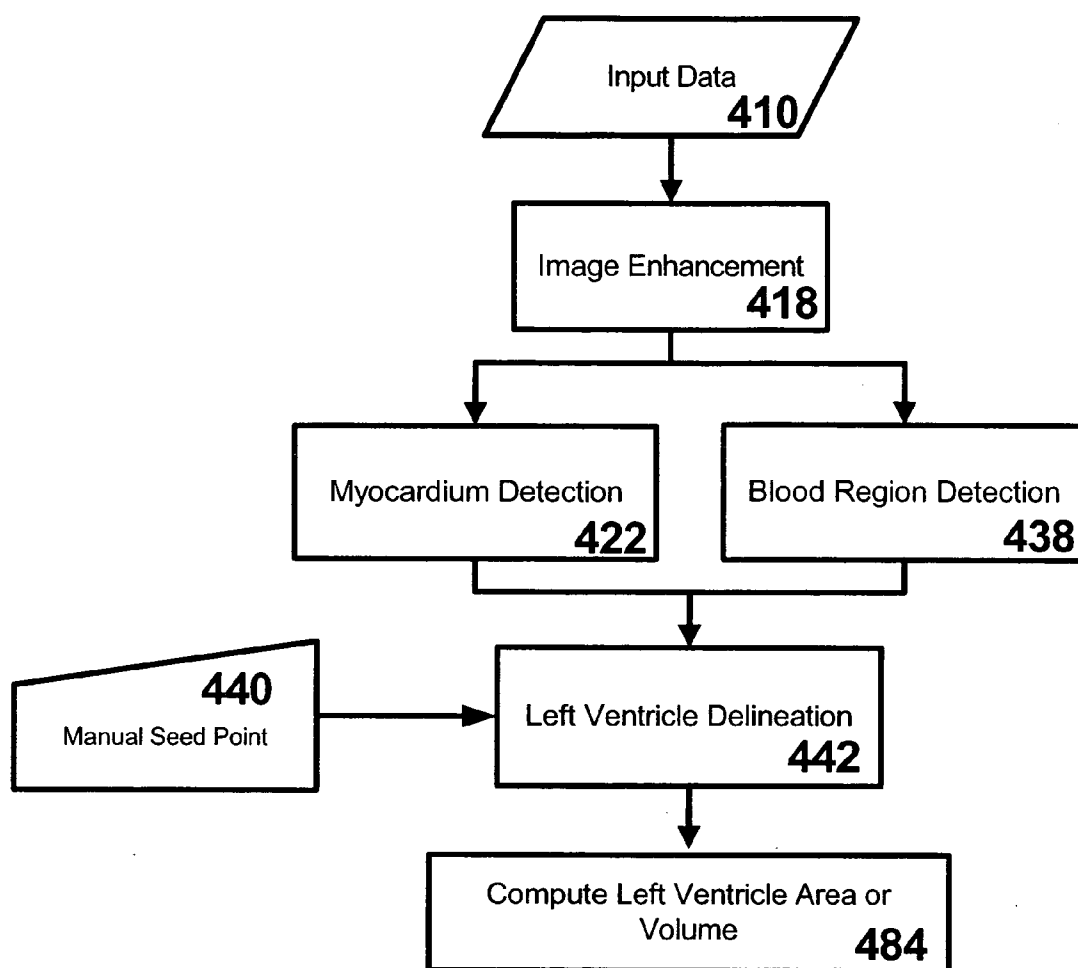 Input Data
410
Image Enhancement
418
Myocardium Detection
422
Blood Region Detection
438
440
Manual Seed Point
Left Ventricle Delineation
442
Compute Left Ventricle Area or
Volume
484